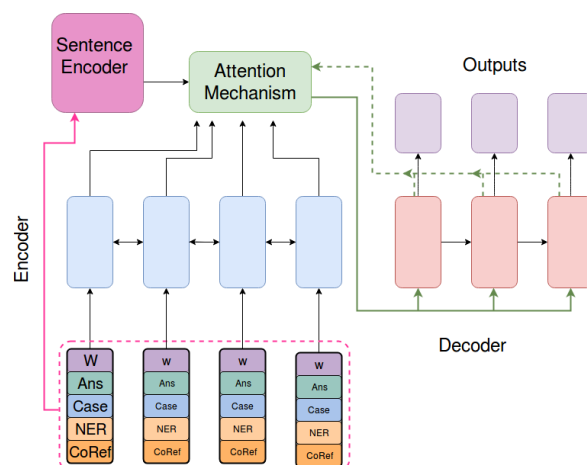 Sentence
Encoder
Attention
Mechanism
Outputs
Encoder
Decoder
W
Ans
Case
NER
CoRef
w
Ans
Case
NER
CoRef
w
Ans
Case
NER
CoRef
w
Ans
Case
NER
CoRef